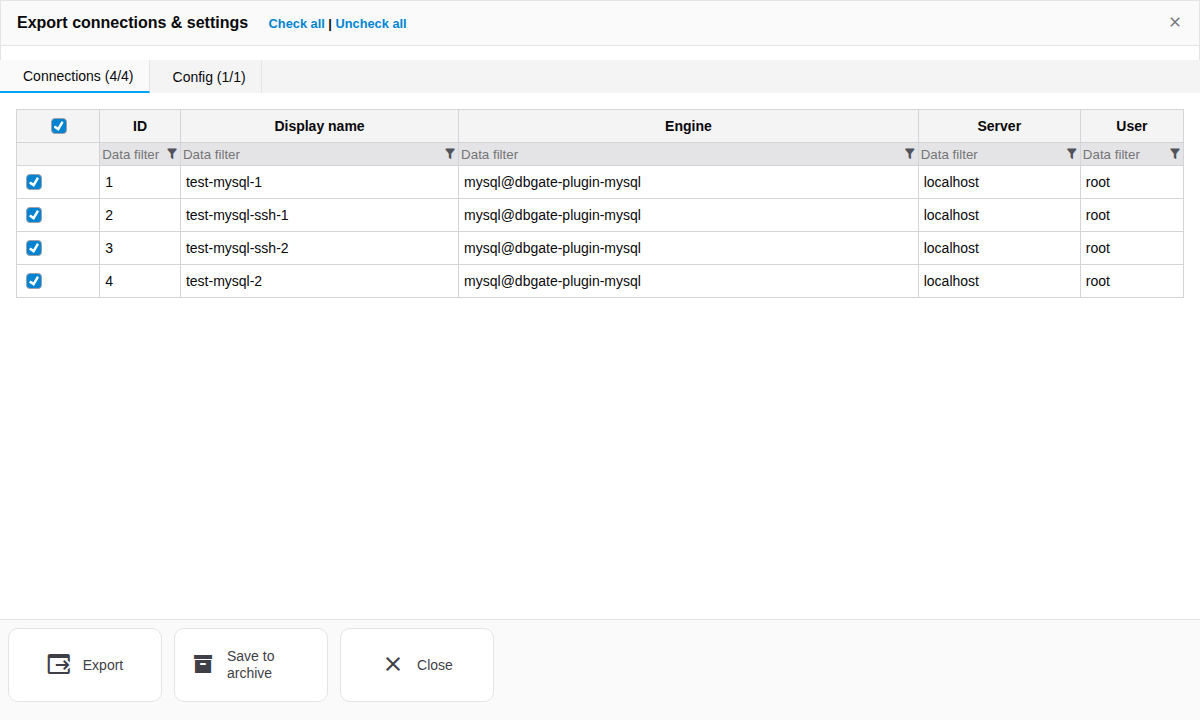 Export connections & settings Check all | Uncheck all ×
Connections (4/4) Config (1/1)
ID Display name Engine Server User
Data filter Data filter Data filter Data filter Data filter
1 test-mysql-1 mysql@dbgate-plugin-mysql localhost root
2 test-mysql-ssh-1 mysql@dbgate-plugin-mysql localhost root
3 test-mysql-ssh-2 mysql@dbgate-plugin-mysql localhost root
4 test-mysql-2 mysql@dbgate-plugin-mysql localhost root
Export
Save to
archive
Close